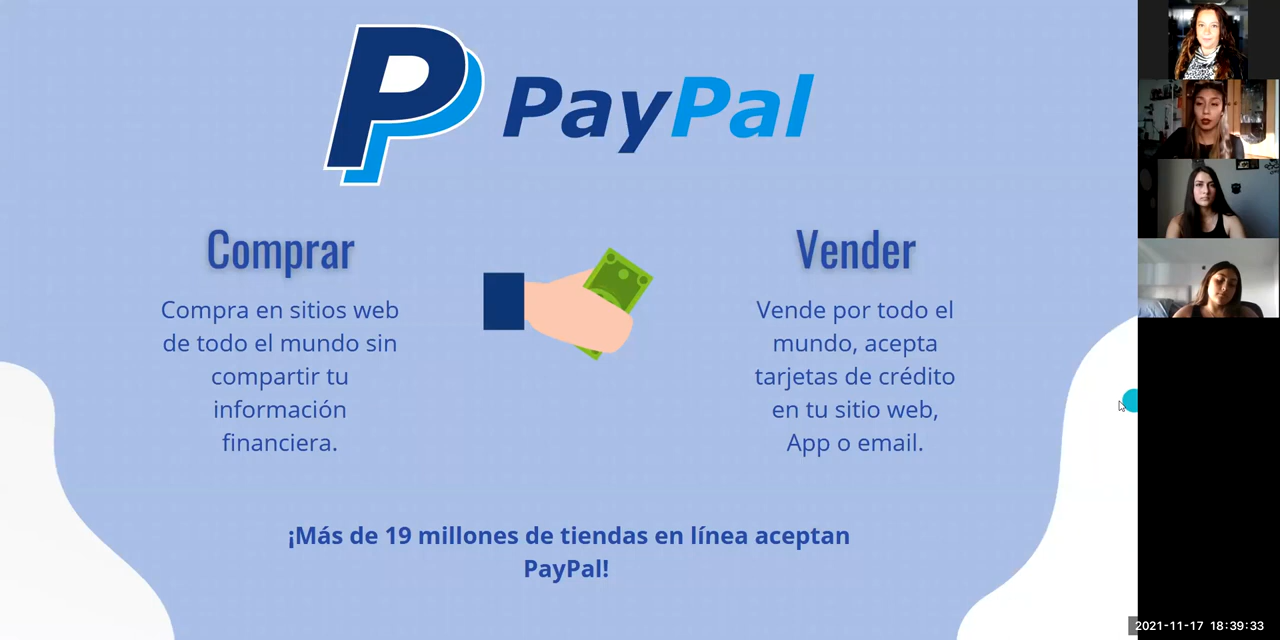 PayPal
Comprar
Compra en sitios web
de todo el mundo sin
compartir tu
información
financiera.
Vender
Vende por todo el
mundo, acepta
tarjetas de crédito
en tu sitio web,
App o email.
¡Más de 19 millones de tiendas en línea aceptan
PayPal!
2021-11-17 18:39:33